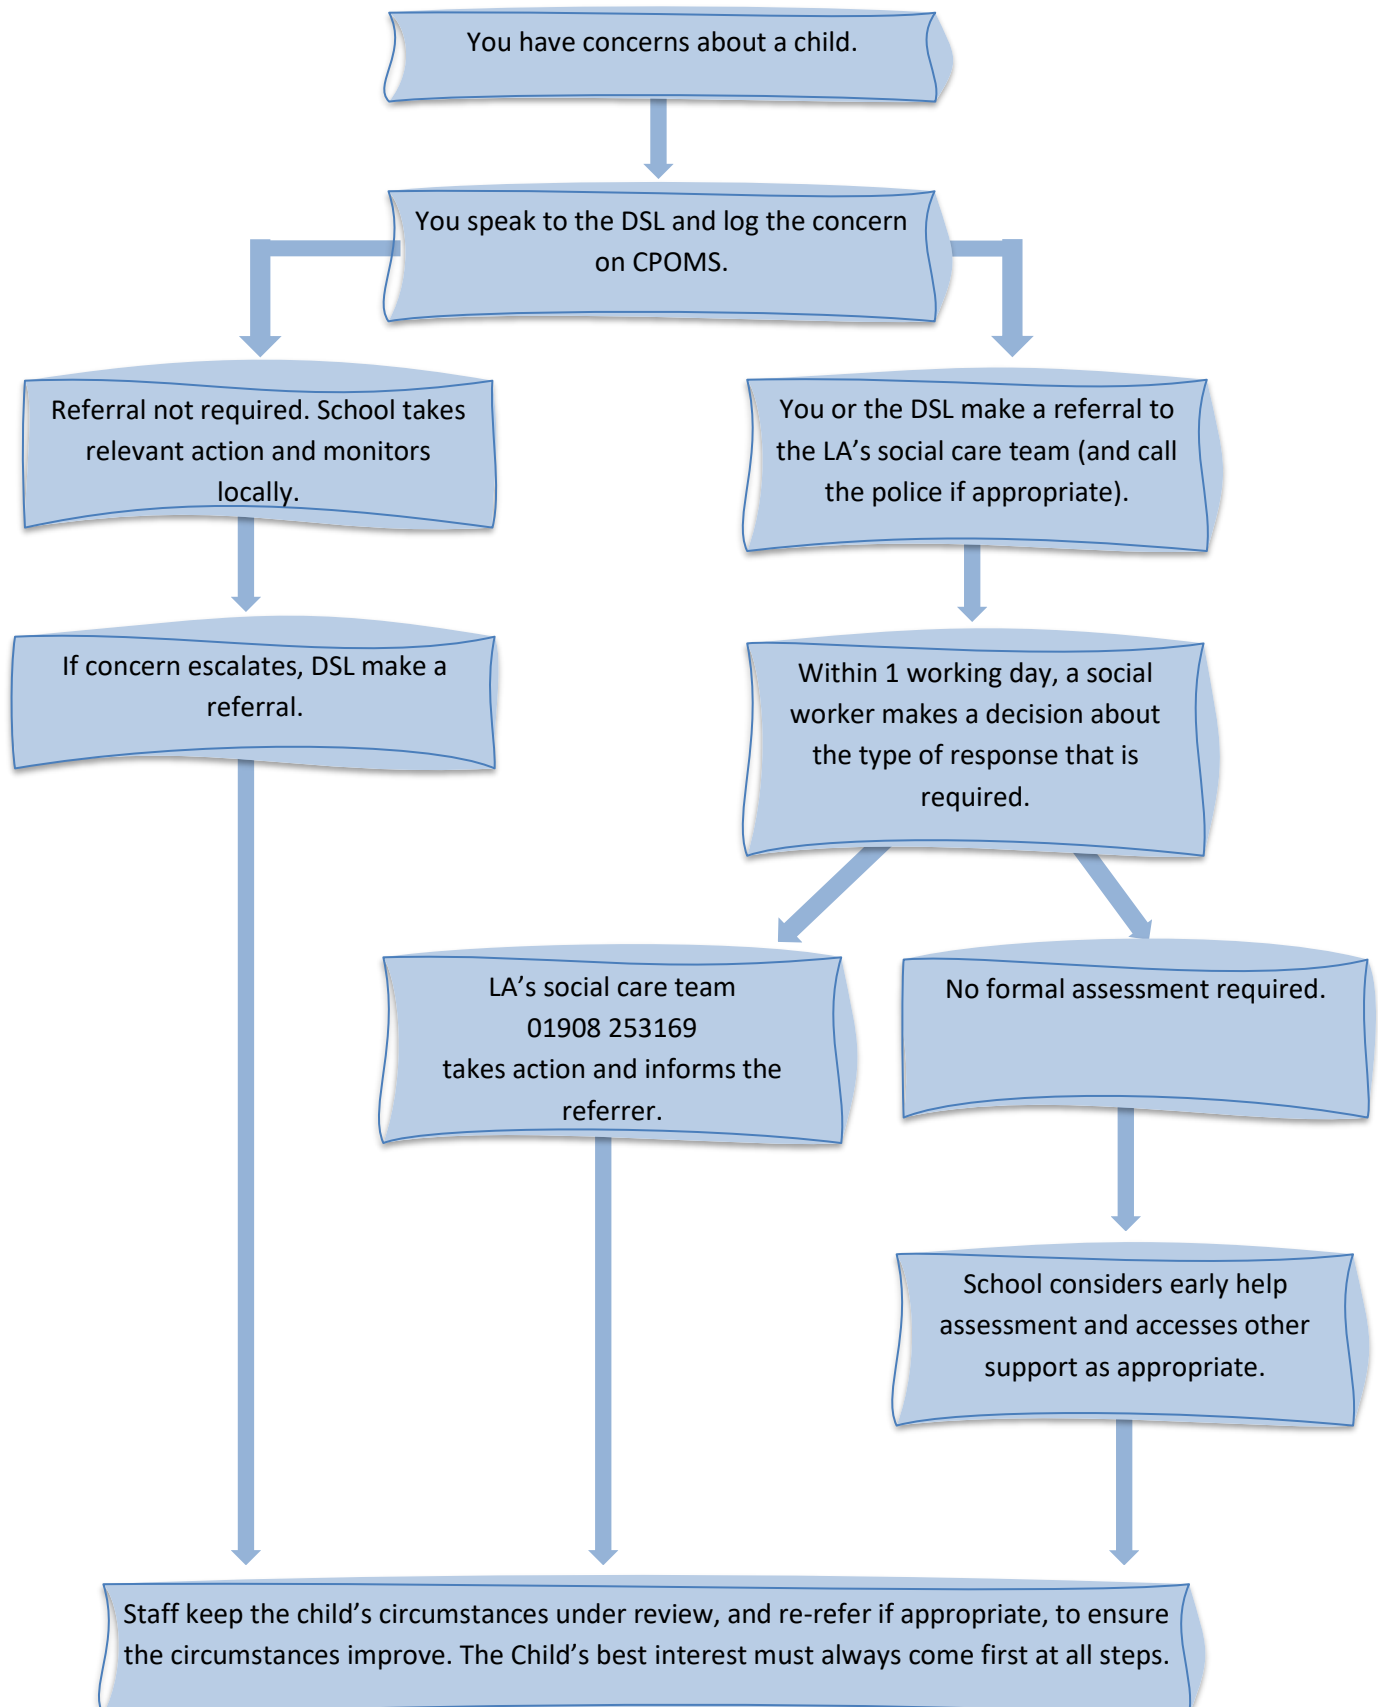 You have concerns about a child.
You speak to the DSL and log the concern
on CPOMS.
Referral not required. School takes
relevant action and monitors
locally.
You or the DSL make a referral to
the LA’s social care team (and call
the police if appropriate).
If concern escalates, DSL make a
referral.
Within 1 working day, a social
worker makes a decision about
the type of response that is
required.
LA’s social care team
01908 253169
takes action and informs the
referrer.
No formal assessment required.
School considers early help
assessment and accesses other
support as appropriate.
Staff keep the child’s circumstances under review, and re-refer if appropriate, to ensure
the circumstances improve. The Child’s best interest must always come first at all steps.